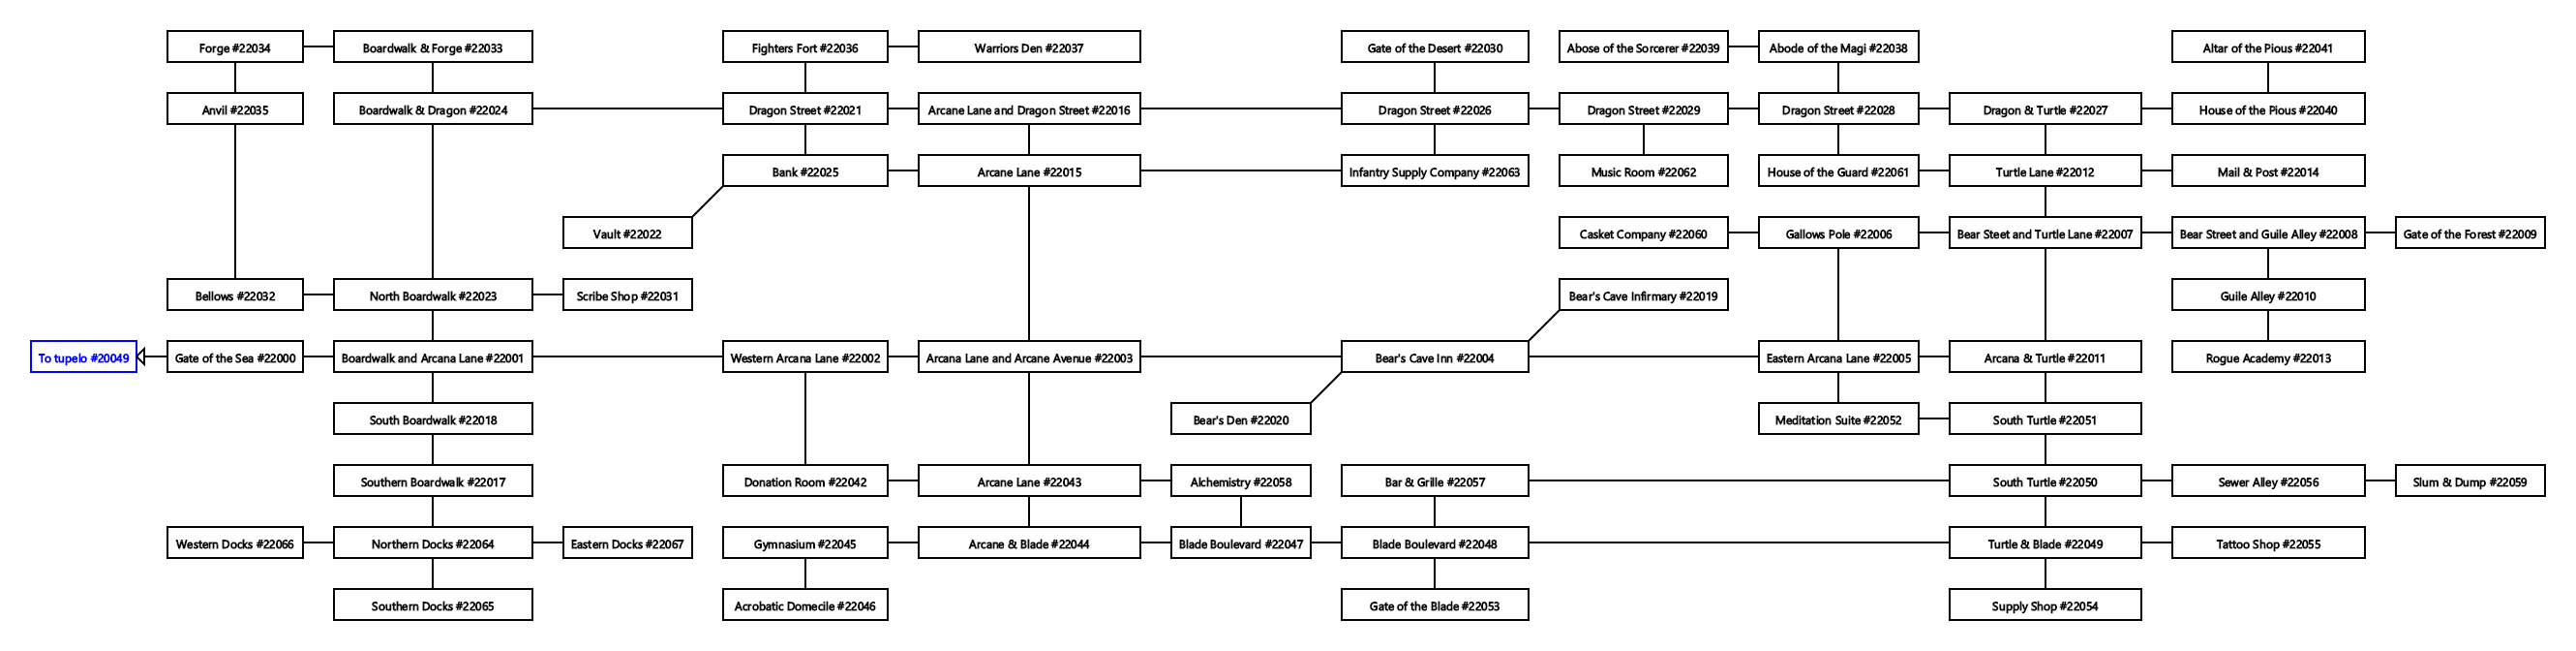 Forge #22034
Boardwalk & Forge #22033
Fighters Fort #22036
Warriors Den #22037
Gate of the Desert #22030
Abose of the Sorcerer #22039
Abode of the Magi #22038
Altar of the Pious #22041
Anvil #22035
Boardwalk & Dragon #22024
Dragon Street #22021
Arcane Lane and Dragon Street #22016
Dragon Street #22026
Dragon Street #22029
Dragon Street #22028
Dragon & Turtle #22027
House of the Pious #22040
Bank #22025
Arcane Lane #22015
Infantry Supply Company #22063
Music Room #22062
House of the Guard #22061
Turtle Lane #22012
Mail & Post #22014
Vault #22022
Casket Company #22060
Gallows Pole #22006
Bear Steet and Turtle Lane #22007
Bear Street and Guile Alley #22008
Gate of the Forest #22009
Bellows #22032
North Boardwalk #22023
Scribe Shop #22031
Bear's Cave Infirmary #22019
Guile Alley #22010
To tupelo #20049
Gate of the Sea #22000
Boardwalk and Arcana Lane #22001
Western Arcana Lane #22002
Arcana Lane and Arcane Avenue #22003
Bear's Cave Inn #22004
Eastern Arcana Lane #22005
Arcana & Turtle #22011
Rogue Academy #22013
South Boardwalk #22018
Bear's Den #22020
Meditation Suite #22052
South Turtle #22051
Southern Boardwalk #22017
Donation Room #22042
Arcane Lane #22043
Alchemistry #22058
Bar & Grille #22057
South Turtle #22050
Sewer Alley #22056
Slum & Dump #22059
Western Docks #22066
Northern Docks #22064
Eastern Docks #22067
Gymnasium #22045
Arcane & Blade #22044
Blade Boulevard #22047
Blade Boulevard #22048
Turtle & Blade #22049
Tattoo Shop #22055
Southern Docks #22065
Acrobatic Domecile #22046
Gate of the Blade #22053
Supply Shop #22054